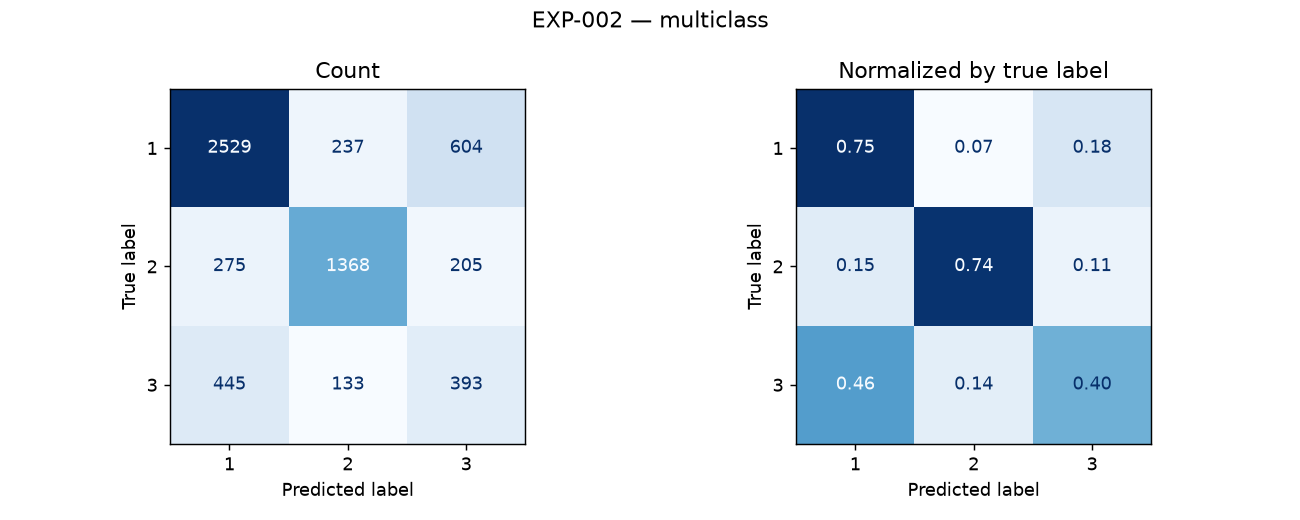 EXP-002 — multiclass
Count
2529 237 604
275 1368 205
445 133 393
1
2
3
1 2 3
True label
Predicted label
Normalized by true label
0.75 0.07 0.18
0.15 0.74 0.11
0.46 0.14 0.40
1
2
3
1 2 3
True label
Predicted label